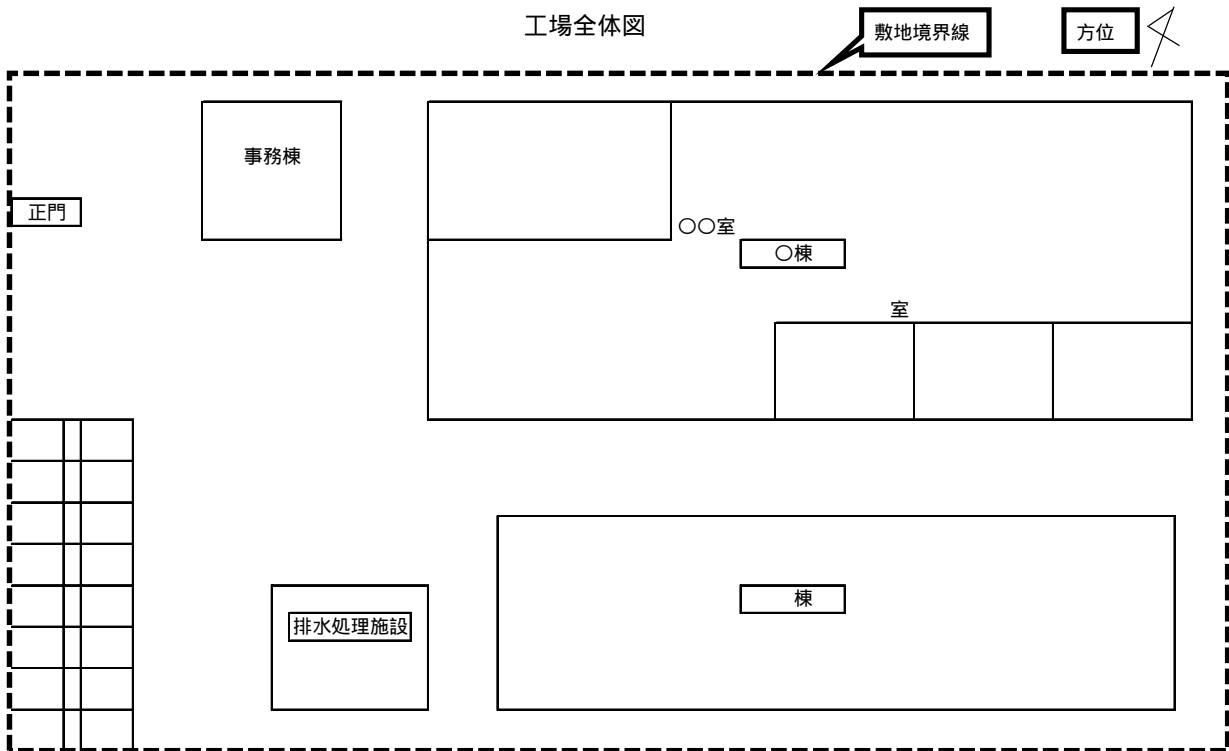 工場全体図
敷地境界線
方位
事務棟
正門
〇〇室
〇棟
室
棟
排水処理施設